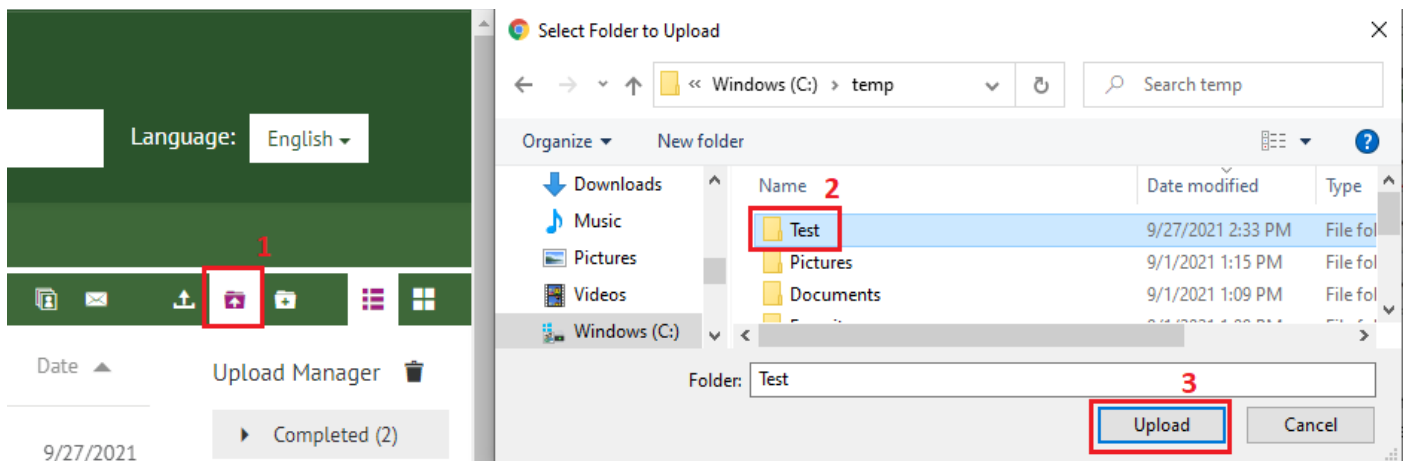 Language:
English
1
Date
Upload Manager
Completed (2)
9/27/2021
Select Folder to Upload
« Windows (C:) › temp
Search temp
Organize
New folder
Downloads
Music
Pictures
Videos
Windows (C:)
Name
2
Date modified
Type
Test
9/27/2021 2:33 PM
File fol
Pictures
9/1/2021 1:15 PM
File fol
Documents
9/1/2021 1:09 PM
File fol
Folder:
Test
3
Upload
Cancel